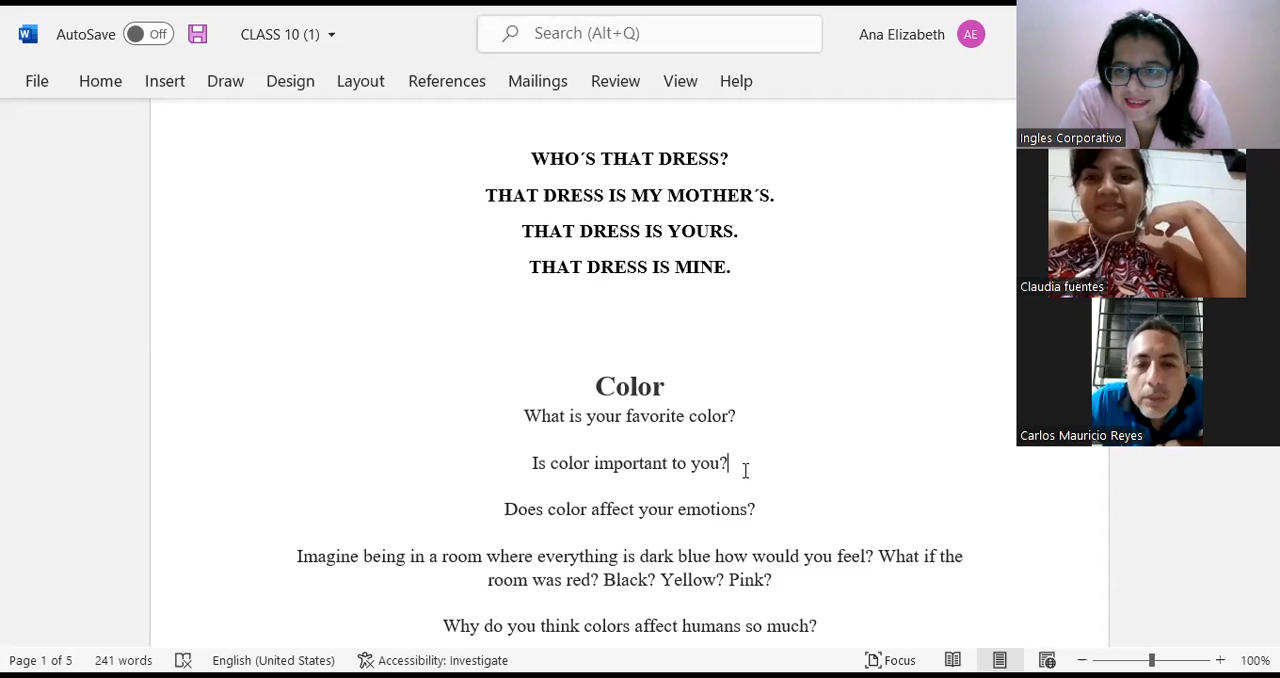 AutoSave Off CLASS 10 (1) Search (Alt+Q) Ana Elizabeth AE
File Home Insert Draw Design Layout References Mailings Review View Help
WHO´S THAT DRESS?
THAT DRESS IS MY MOTHER´S.
THAT DRESS IS YOURS.
THAT DRESS IS MINE.
Color
What is your favorite color?
Is color important to you?
Does color affect your emotions?
Imagine being in a room where everything is dark blue how would you feel? What if the
room was red? Black? Yellow? Pink?
Why do you think colors affect humans so much?
Ingles Corporativo
Claudia fuentes
Carlos Mauricio Reyes
Page 1 of 5 241 words English (United States) Accessibility: Investigate Focus 100%